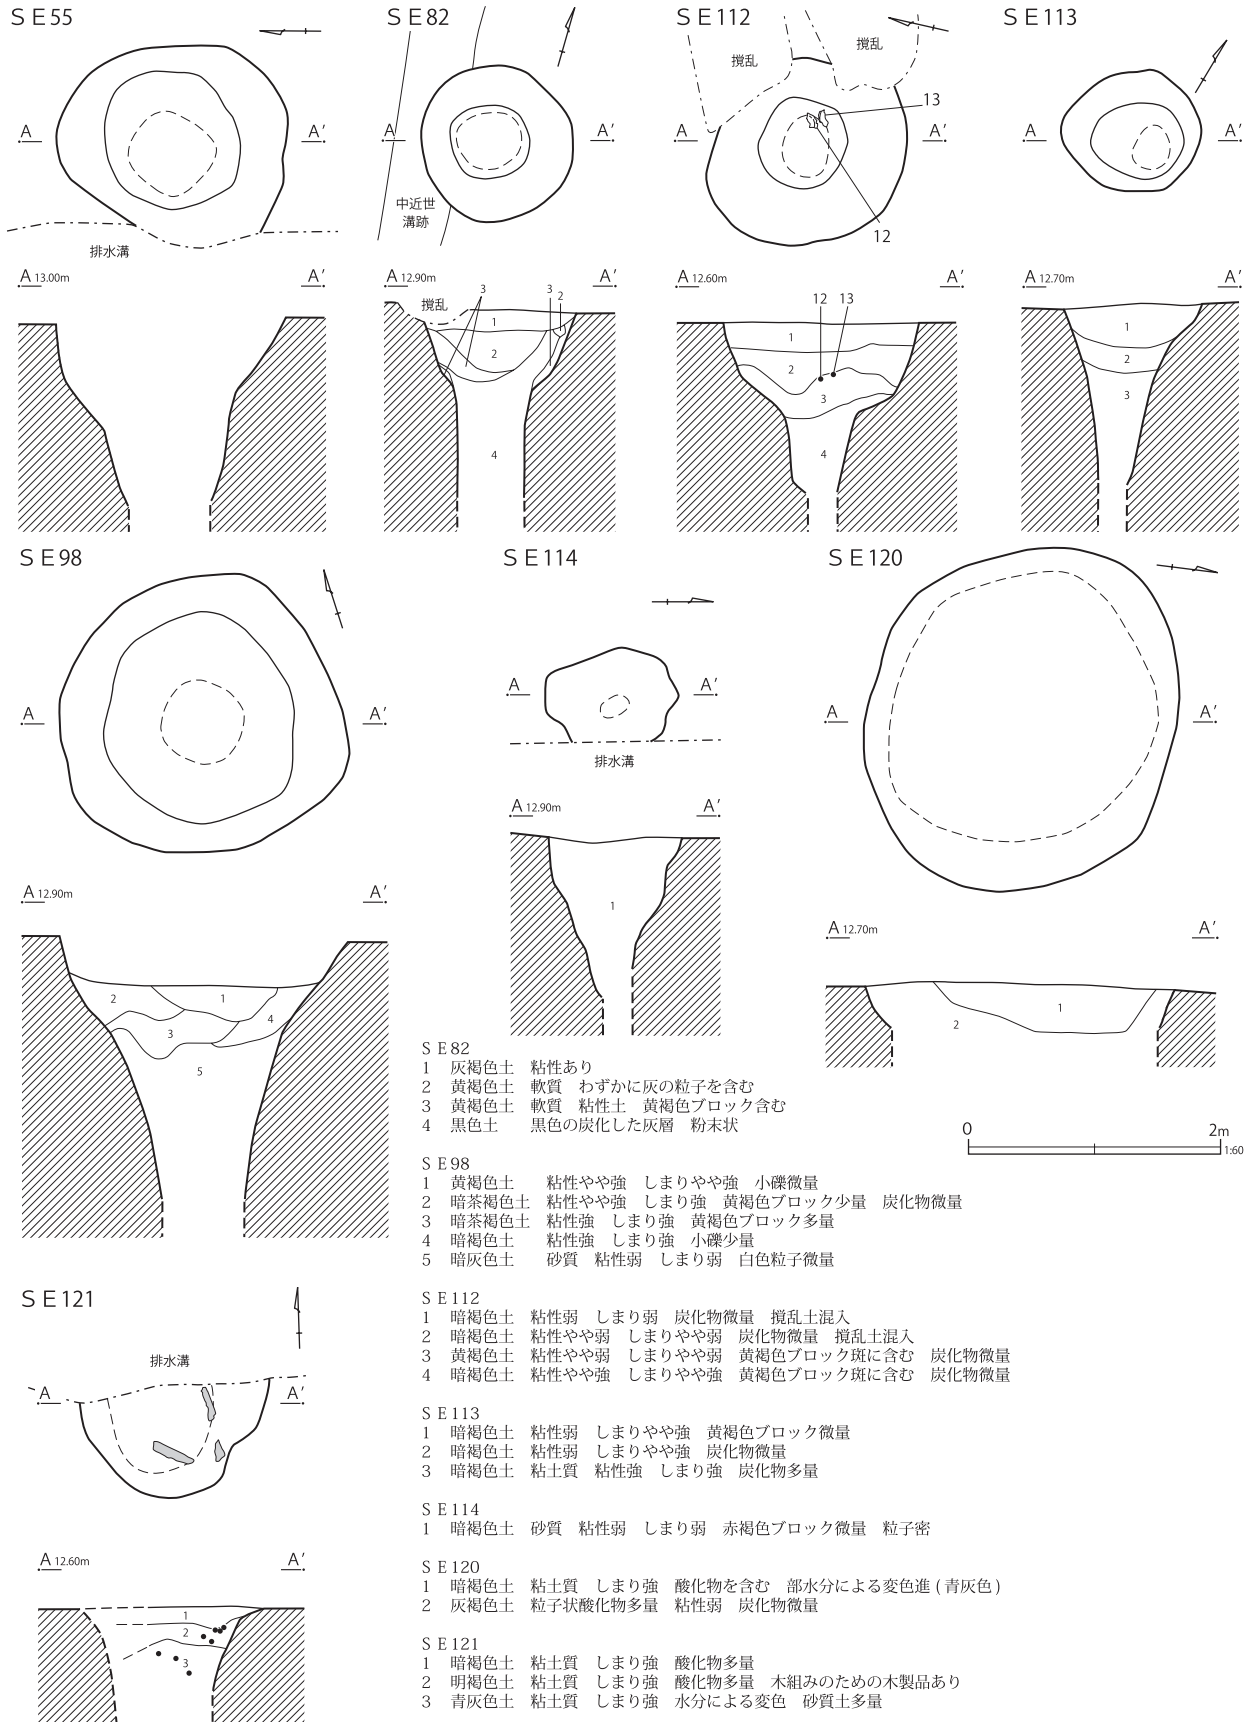 ＳＥ55
ＳＥ82
ＳＥ112
ＳＥ113
撹乱
撹乱
13
12
A
A′
A
A′
A
A′
A
A′
中近世
溝跡
排水溝
A 13.00m
A′
A 12.90m
A′
撹乱
3
3
2
1
2
4
A 12.60m
A′
12
13
1
2
3
4
A 12.70m
A′
1
2
3
ＳＥ98
A
A′
ＳＥ114
A
A′
排水溝
ＳＥ120
A
A′
A 12.90m
A′
2
1
3
4
5
A 12.90m
A′
1
A 12.70m
A′
1
2
0
2m
1:60
ＳＥ121
排水溝
A
A′
A 12.60m
A′
1
2
3
ＳＥ82
1　灰褐色土　粘性あり
2　黄褐色土　軟質　わずかに灰の粒子を含む
3　黄褐色土　軟質　粘性土　黄褐色ブロック含む
4　黒色土　　黒色の炭化した灰層　粉末状
ＳＥ98
1　黄褐色土　　粘性やや強　しまりやや強　小礫微量
2　暗茶褐色土　粘性やや強　しまり強　黄褐色ブロック少量　炭化物微量
3　暗茶褐色土　粘性強　しまり強　黄褐色ブロック多量
4　暗褐色土　　粘性強　しまり強　小礫少量
5　暗灰色土　　砂質　粘性弱　しまり弱　白色粒子微量
ＳＥ112
1　暗褐色土　粘性弱　しまり弱　炭化物微量　撹乱土混入
2　暗褐色土　粘性やや弱　しまりやや弱　炭化物微量　撹乱土混入
3　黄褐色土　粘性やや弱　しまりやや弱　黄褐色ブロック斑に含む　炭化物微量
4　暗褐色土　粘性やや強　しまりやや強　黄褐色ブロック斑に含む　炭化物微量
ＳＥ113
1　暗褐色土　粘性弱　しまりやや強　黄褐色ブロック微量
2　暗褐色土　粘性弱　しまりやや強　炭化物微量
3　暗褐色土　粘土質　粘性強　しまり強　炭化物多量
ＳＥ114
1　暗褐色土　砂質　粘性弱　しまり弱　赤褐色ブロック微量　粒子密
ＳＥ120
1　暗褐色土　粘土質　しまり強　酸化物を含む　部水分による変色進 ( 青灰色 )
2　灰褐色土　粒子状酸化物多量　粘性弱　炭化物微量
ＳＥ121
1　暗褐色土　粘土質　しまり強　酸化物多量
2　明褐色土　粘土質　しまり強　酸化物多量　木組みのための木製品あり
3　青灰色土　粘土質　しまり強　水分による変色　砂質土多量